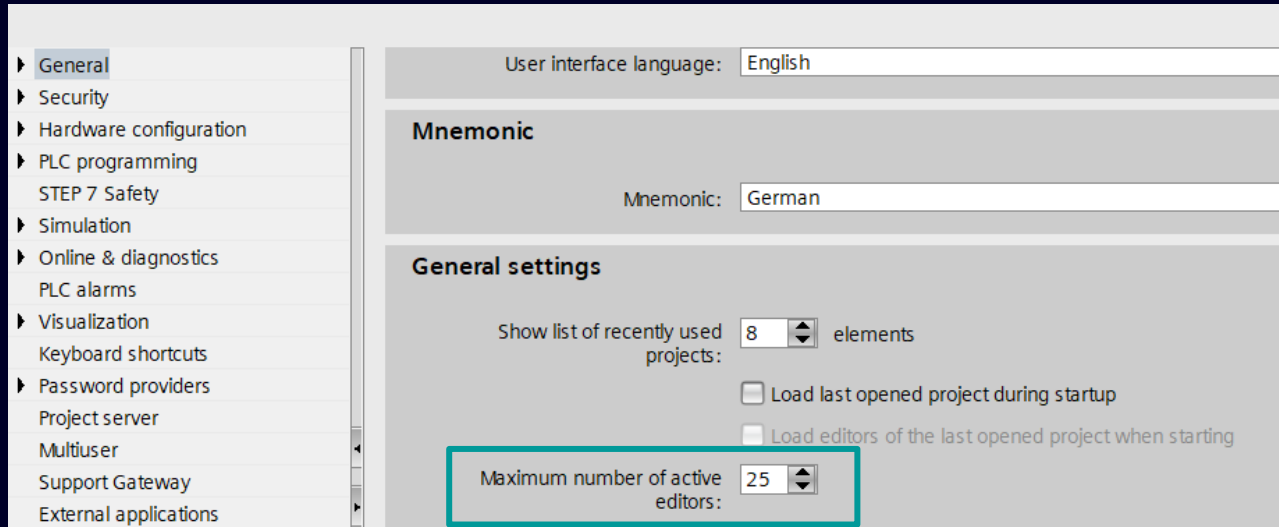 General
Security
Hardware configuration
PLC programming
STEP 7 Safety
Simulation
Online & diagnostics
PLC alarms
Visualization
Keyboard shortcuts
Password providers
Project server
Multiuser
Support Gateway
External applications
User interface language: English
Mnemonic
Mnemonic: German
General settings
Show list of recently used
projects: 8 elements
Load last opened project during startup
Load editors of the last opened project when starting
Maximum number of active
editors: 25